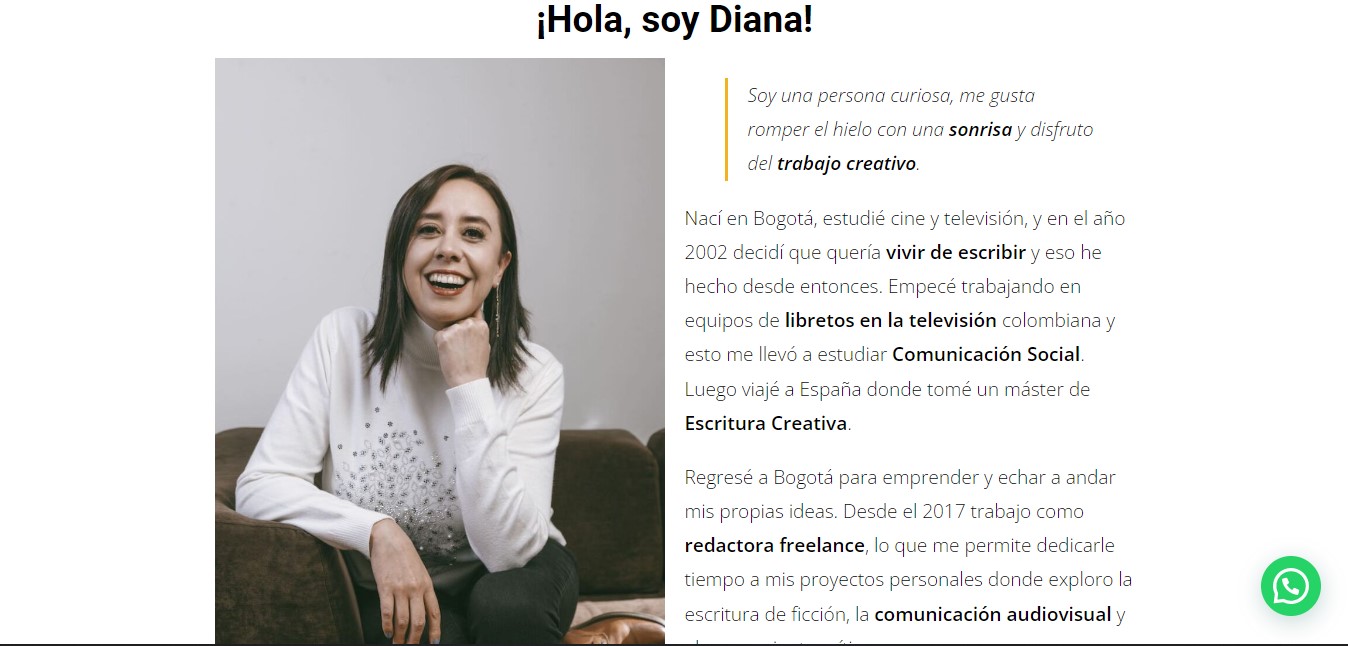 ¡Hola, soy Diana!
Soy una persona curiosa, me gusta
romper el hielo con una sonrisa y disfruto
del trabajo creativo.
Nací en Bogotá, estudié cine y televisión, y en el año
2002 decidí que quería vivir de escribir y eso he
hecho desde entonces. Empecé trabajando en
equipos de libretos en la televisión colombiana y
esto me llevó a estudiar Comunicación Social.
Luego viajé a España donde tomé un máster de
Escritura Creativa.
Regresé a Bogotá para emprender y echar a andar
mis propias ideas. Desde el 2017 trabajo como
redactora freelance, lo que me permite dedicarle
tiempo a mis proyectos personales donde exploro la
escritura de ficción, la comunicación audiovisual y